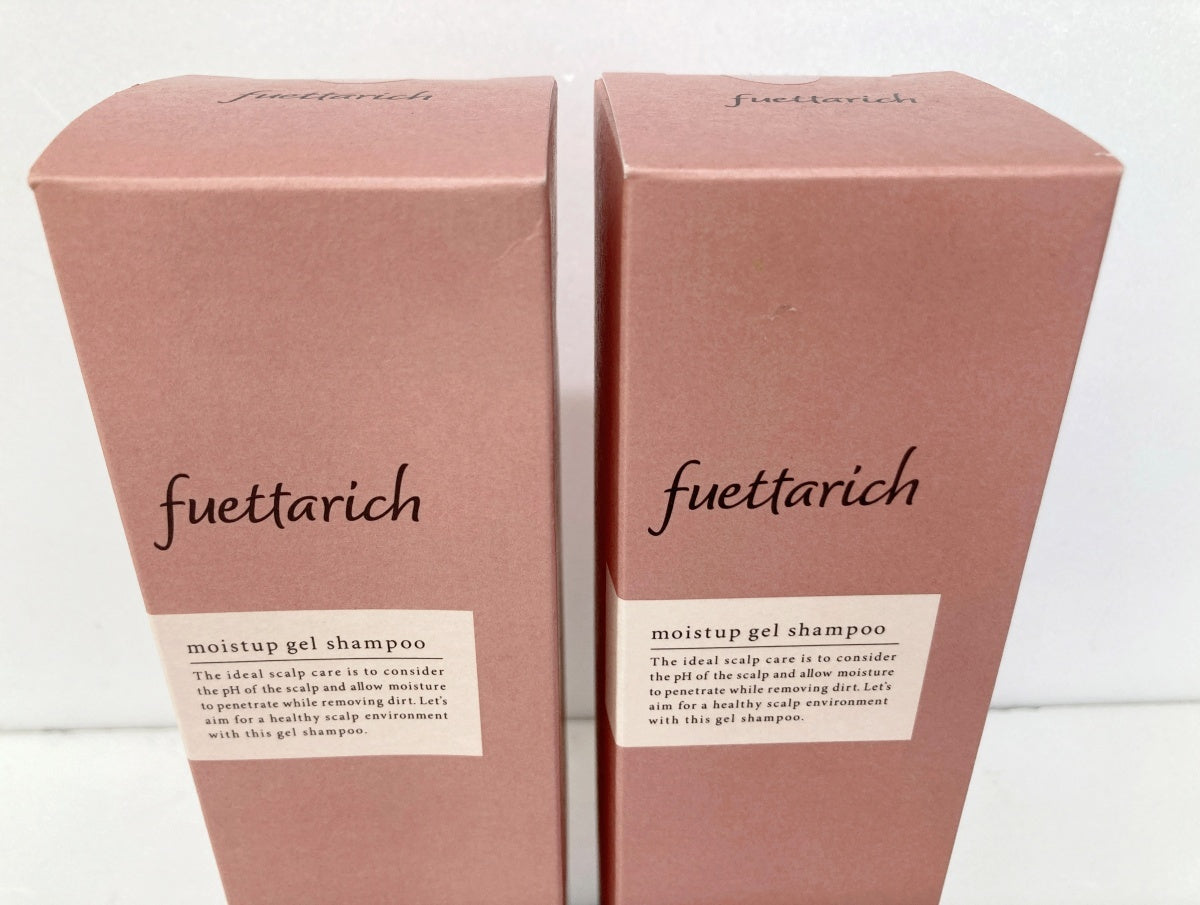 fuettarich
fuettarich
moistup gel shampoo
The ideal scalp care is to consider
the pH of the scalp and allow moisture
to penetrate while removing dirt. Let's
aim for a healthy scalp environment
with this gel shampoo.
fuettarich
fuettarich
moistup gel shampoo
The ideal scalp care is to consider
the pH of the scalp and allow moisture
to penetrate while removing dirt. Let's
aim for a healthy scalp environment
with this gel shampoo.